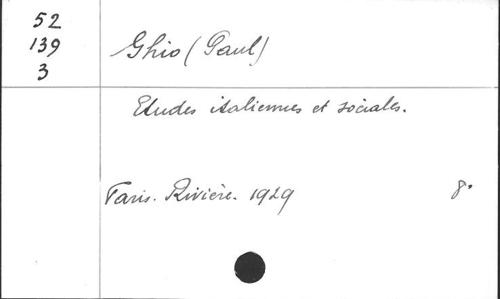 52
139
3
Ghio (Paul)
Etudes italiennes et sociales.
Paris. Rivière. 1929 8°